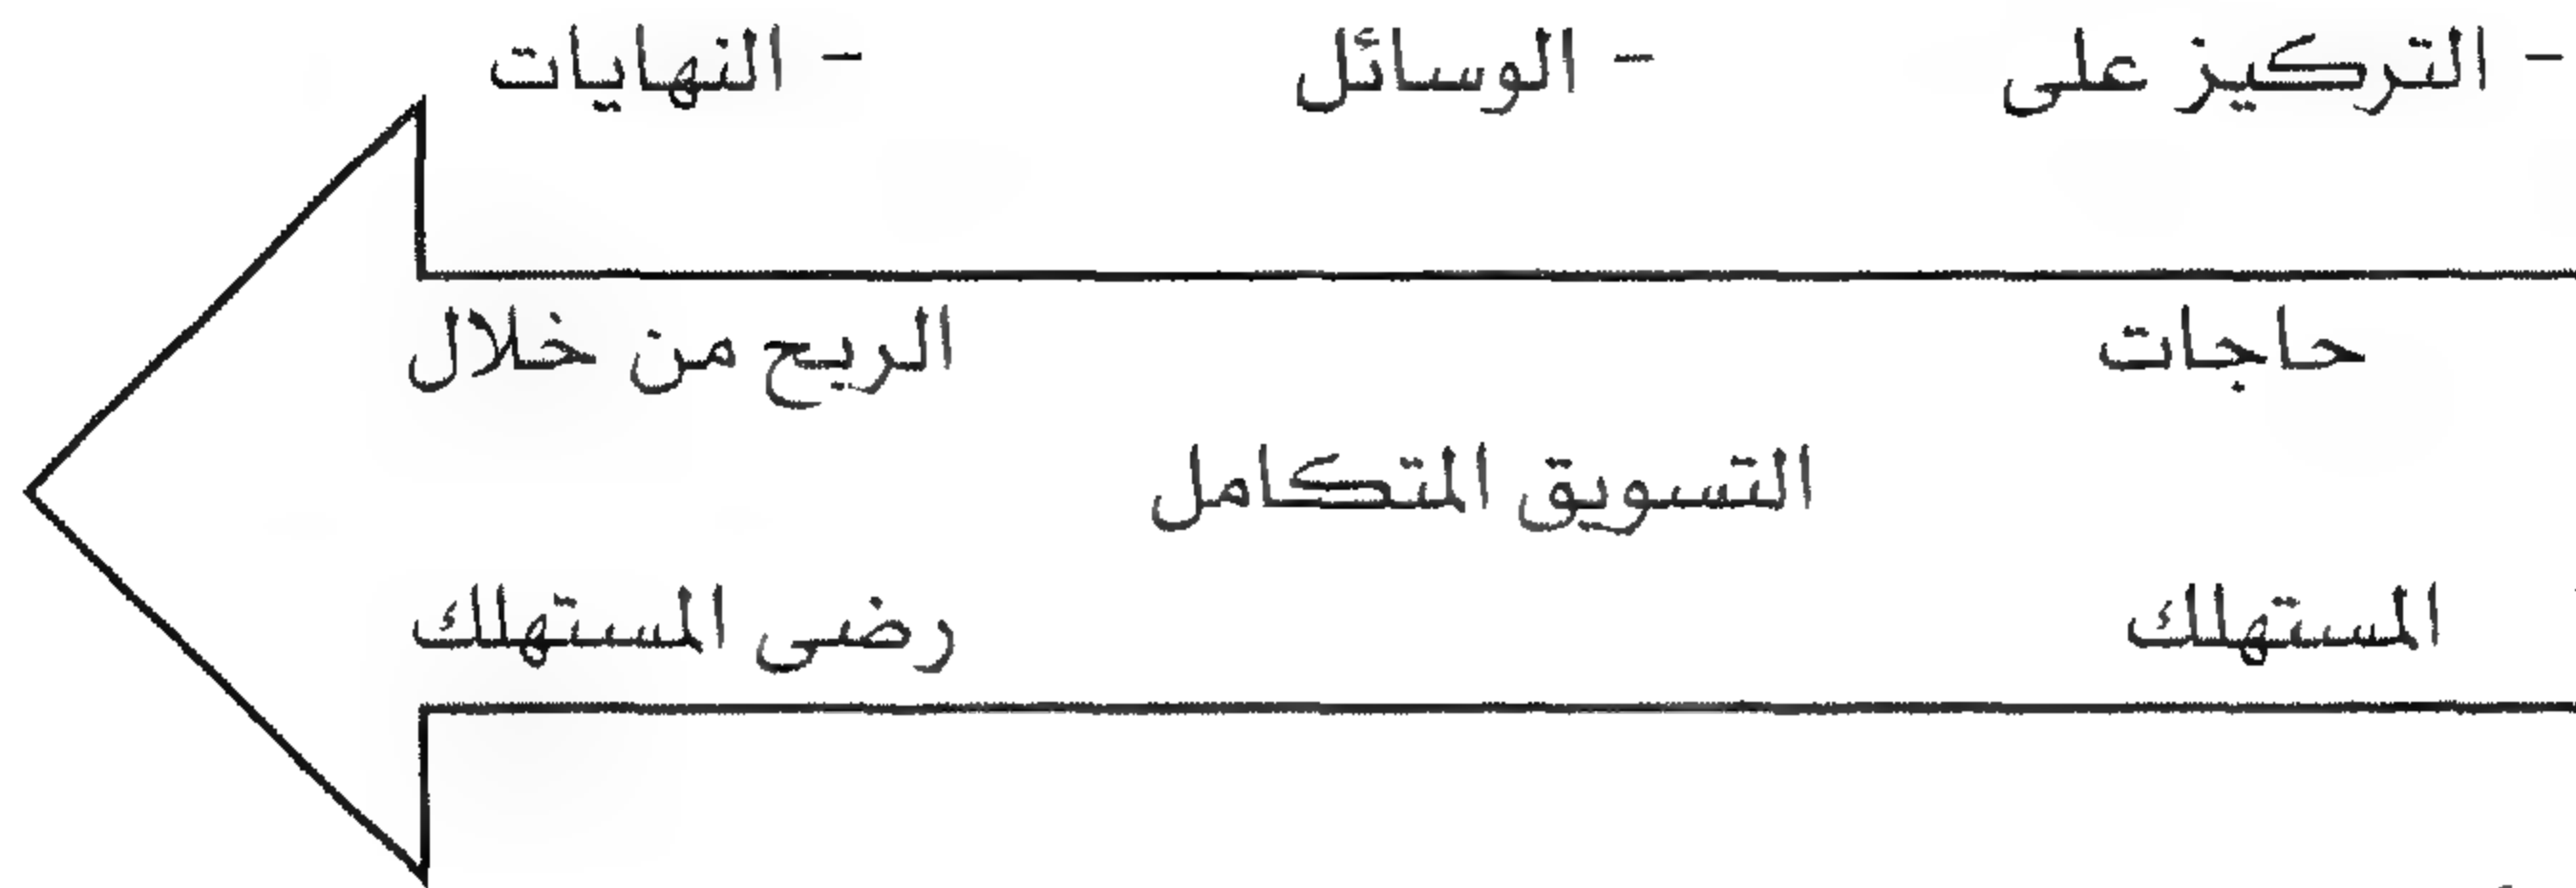 - التركيز على - الوسائل - النهايات
حاجات الربح من خلال
التسويق المتكامل
المستهلك رضى المستهلك